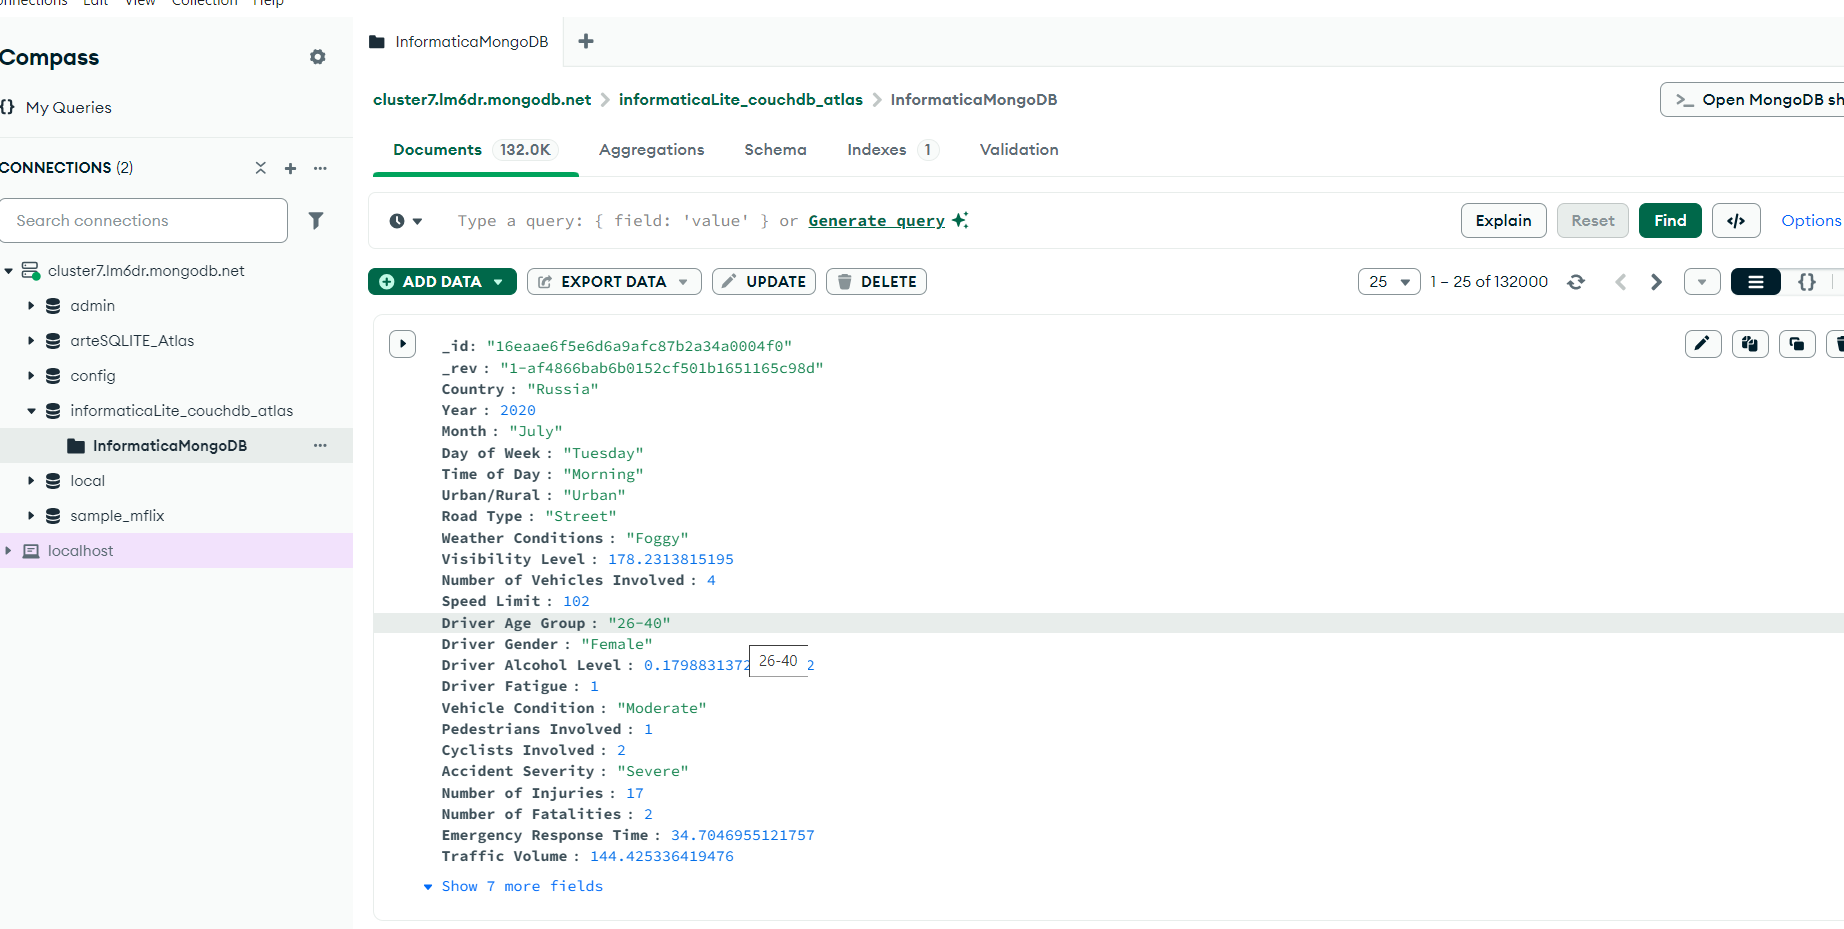 Edit View Collection Help
Compass
{} My Queries
CONNECTIONS (2)
Search connections
cluster7.lm6dr.mongodb.net
admin
arteSQLITE_Atlas
config
informaticaLite_couchdb_atlas
InformaticaMongoDB
local
sample_mflix
localhost
InformaticaMongoDB
cluster7.lm6dr.mongodb.net > informaticaLite_couchdb_atlas > InformaticaMongoDB
>_ Open MongoDB sh
Documents 132.0K Aggregations Schema Indexes 1 Validation
Type a query: { field: 'value' } or Generate query
Explain Reset Find </> Options
ADD DATA EXPORT DATA UPDATE DELETE
25 1 – 25 of 132000 {}
_id: "16eaae6f5e6d6a9afc87b2a34a0004f0"
_rev : "1-af4866bab6b0152cf501b1651165c98d"
Country : "Russia"
Year : 2020
Month : "July"
Day of Week : "Tuesday"
Time of Day : "Morning"
Urban/Rural : "Urban"
Road Type : "Street"
Weather Conditions : "Foggy"
Visibility Level : 178.2313815195
Number of Vehicles Involved : 4
Speed Limit : 102
Driver Age Group : "26-40"
Driver Gender : "Female"
26-40
Driver Alcohol Level : 0.1798831372 2
Driver Fatigue : 1
Vehicle Condition : "Moderate"
Pedestrians Involved : 1
Cyclists Involved : 2
Accident Severity : "Severe"
Number of Injuries : 17
Number of Fatalities : 2
Emergency Response Time : 34.7046955121757
Traffic Volume : 144.425336419476
Show 7 more fields